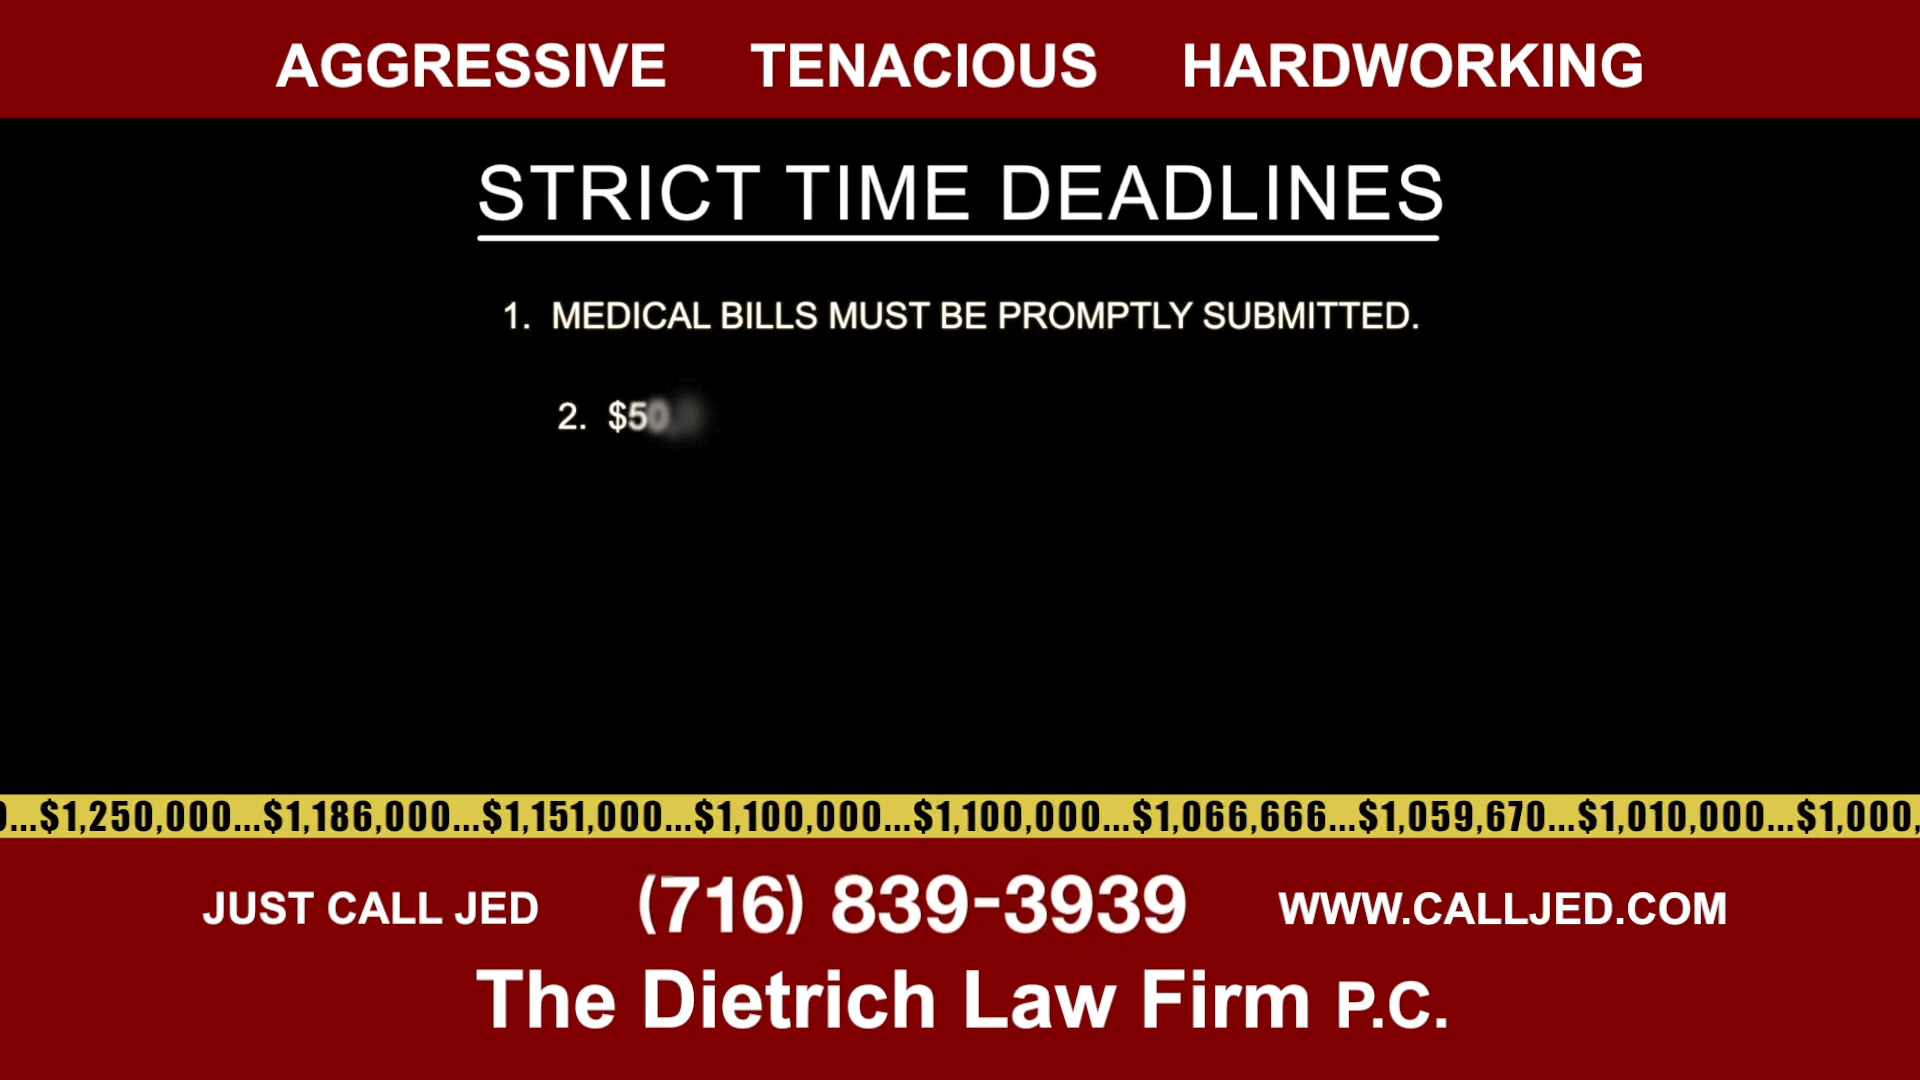 AGGRESSIVE TENACIOUS HARDWORKING
STRICT TIME DEADLINES
1. MEDICAL BILLS MUST BE PROMPTLY SUBMITTED.
2.
...$1,250,000...$1,186,000...$1,151,000...$1,100,000...$1,100,000...$1,066,666...$1,059,670...$1,010,000...$1,000,
JUST CALL JED (716) 839-3939 WWW.CALLJED.COM
The Dietrich Law Firm P.C.